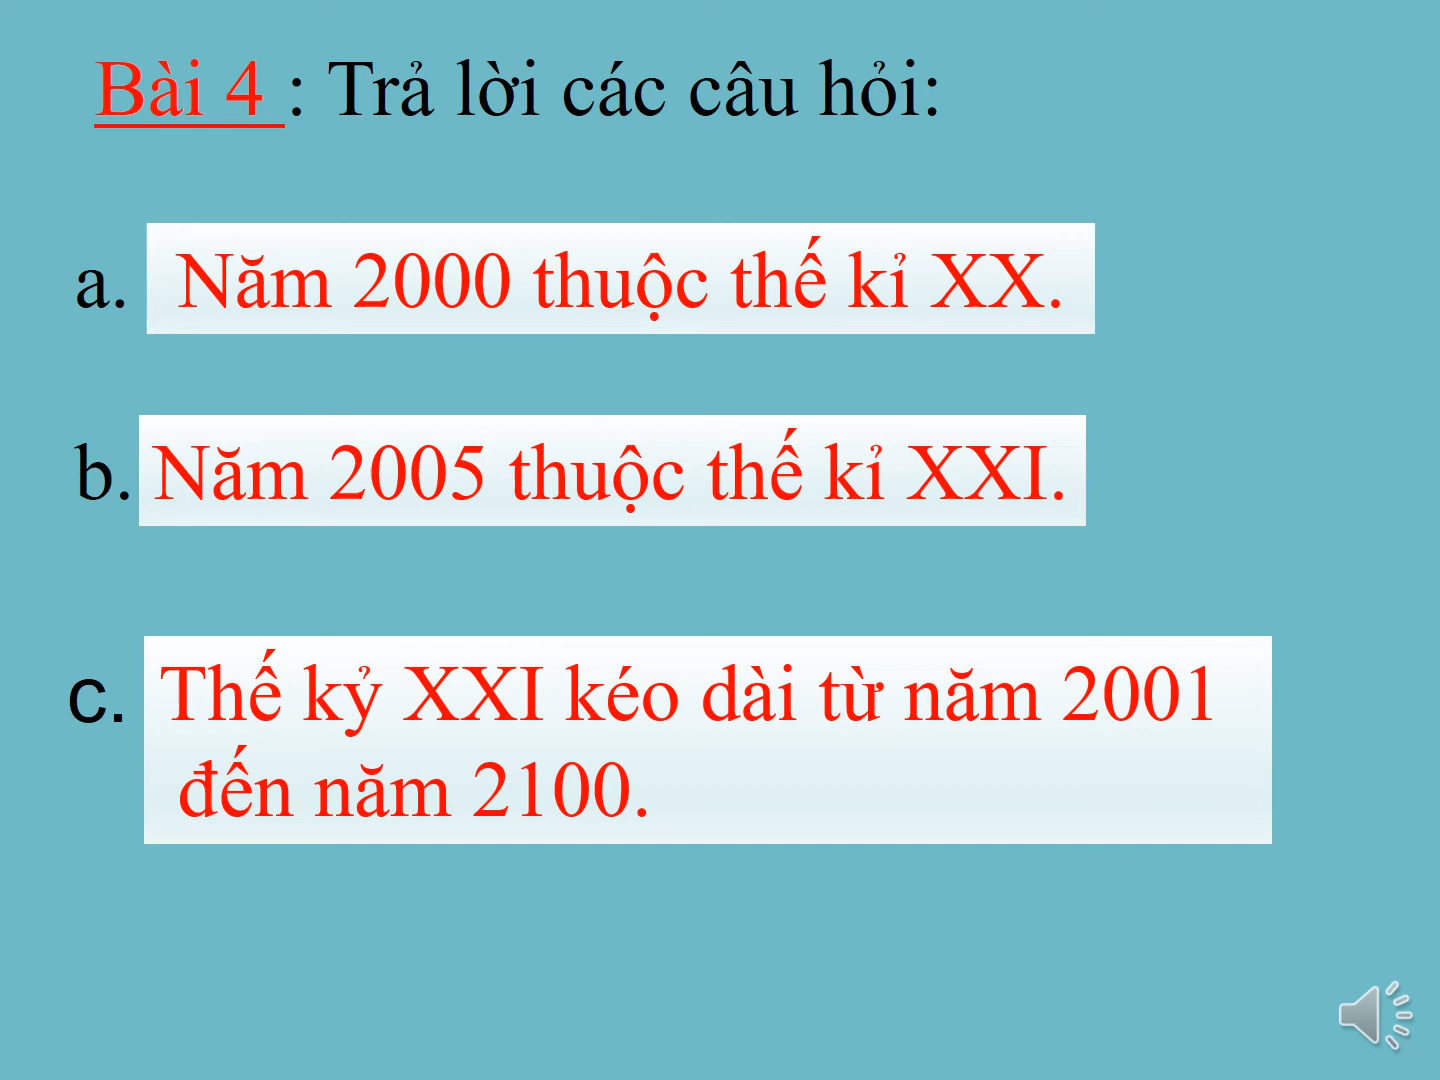 Bài 4 : Trả lời các câu hỏi:
a. Năm 2000 thuộc thế kỉ XX.
b. Năm 2005 thuộc thế kỉ XXI.
c. Thế kỷ XXI kéo dài từ năm 2001
đến năm 2100.